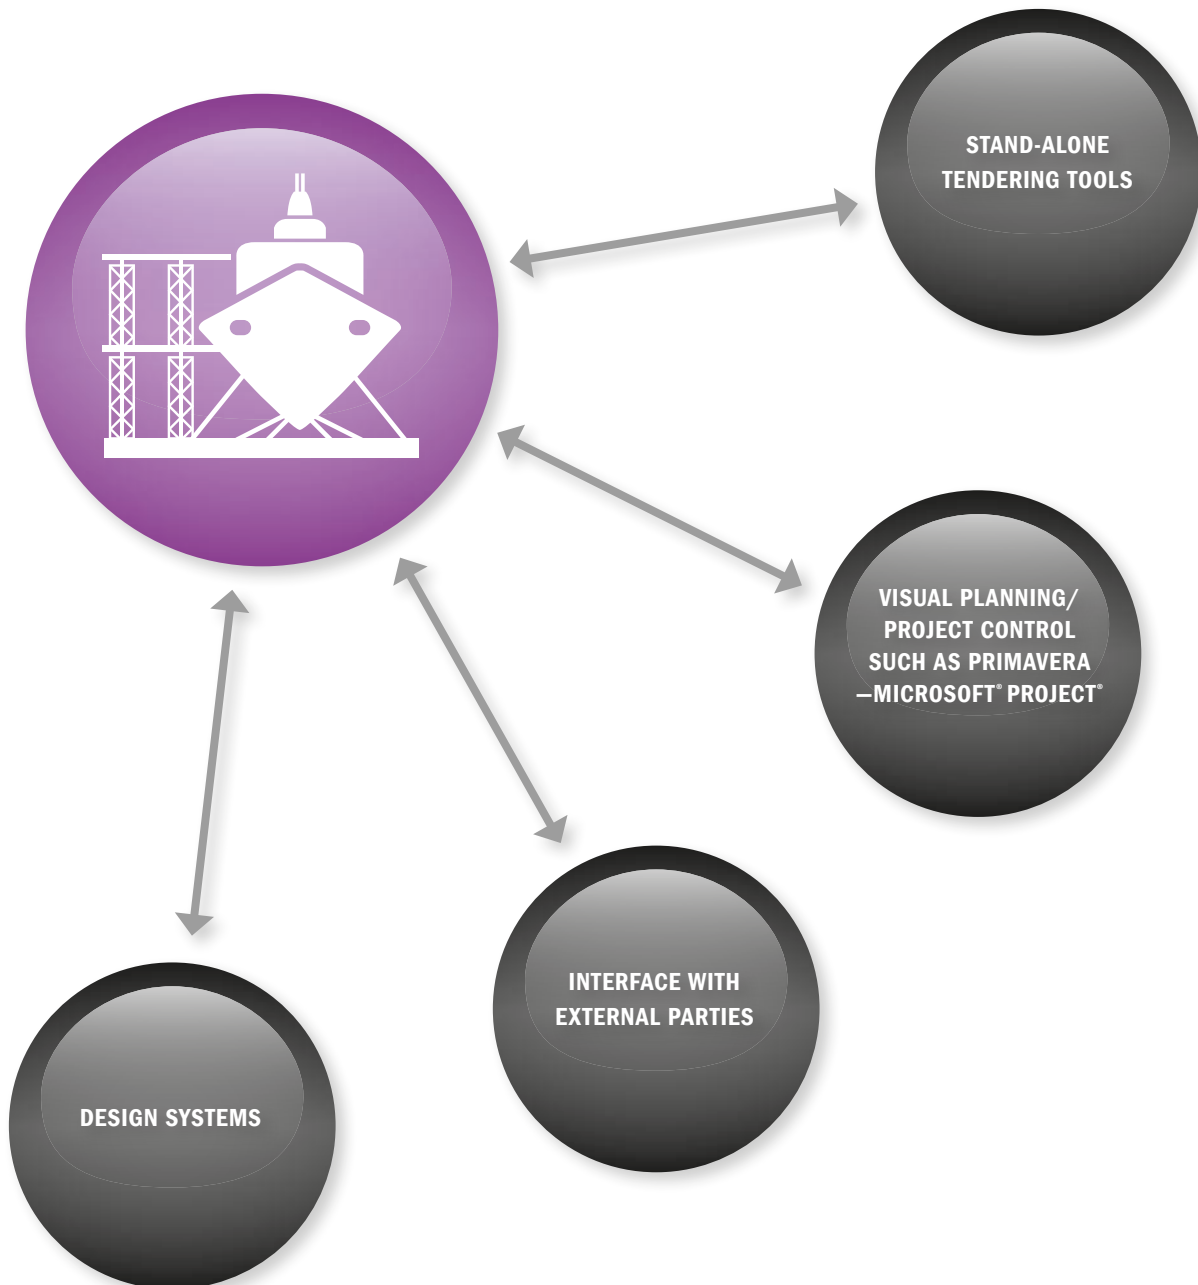 STAND-ALONE
TENDERING TOOLS
VISUAL PLANNING/
PROJECT CONTROL
SUCH AS PRIMAVERA
—MICROSOFT® PROJECT®
INTERFACE WITH
EXTERNAL PARTIES
DESIGN SYSTEMS